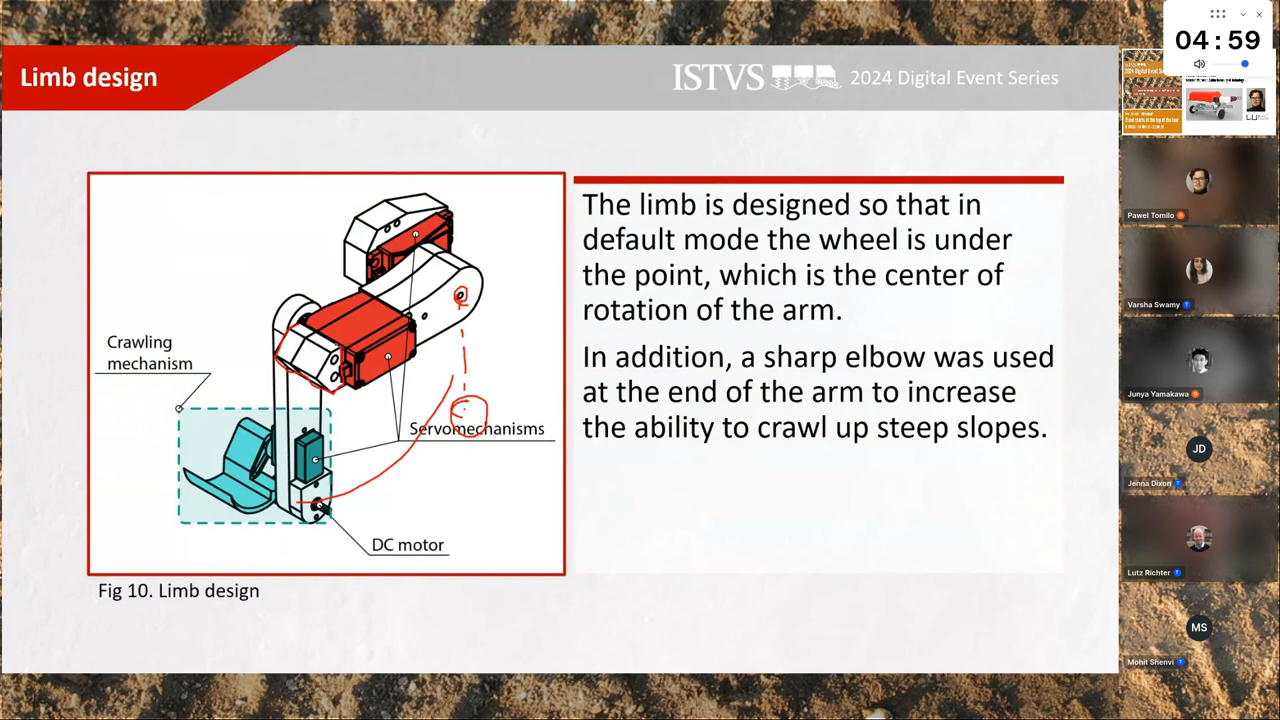 Limb design
ISTVS 2024 Digital Event Series
04:59
The limb is designed so that in
default mode the wheel is under
the point, which is the center of
rotation of the arm.
In addition, a sharp elbow was used
at the end of the arm to increase
the ability to crawl up steep slopes.
Crawling
mechanism
Servomechanisms
DC motor
Fig 10. Limb design
Pawel Tomilo
Varsha Swamy
Junya Yamakawa
JD
Jenna Dixon
Lutz Richter
MS
Mohit Shenvi